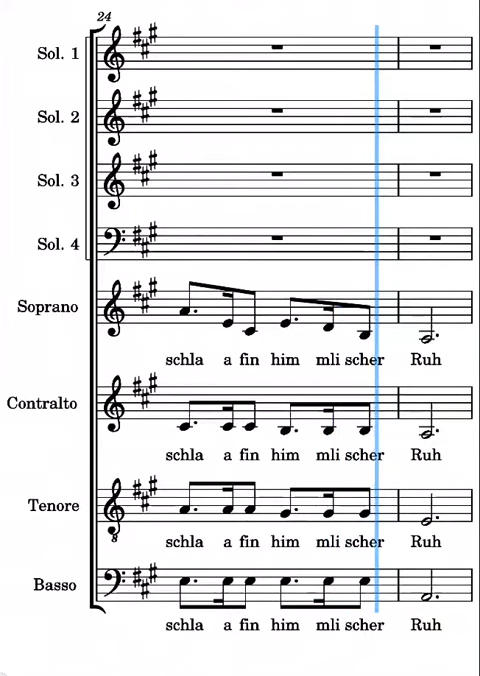 24
Sol. 1
Sol. 2
Sol. 3
Sol. 4
Soprano
schla a fin him mli scher Ruh
Contralto
schla a fin him mli scher Ruh
Tenore
8
schla a fin him mli scher Ruh
Basso
schla a fin him mli scher Ruh